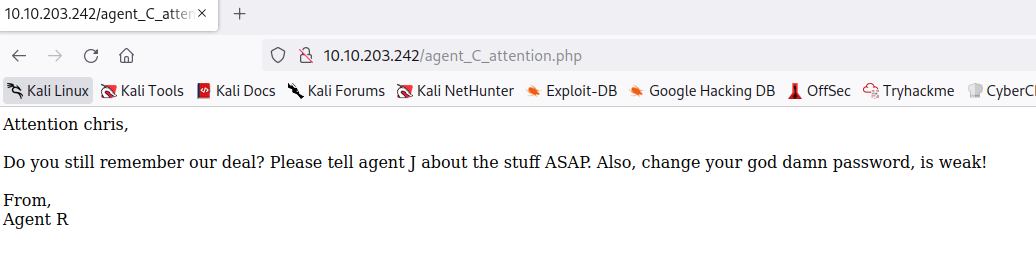 10.10.203.242/agent_C_atten
10.10.203.242/agent_C_attention.php
Kali Linux Kali Tools Kali Docs Kali Forums Kali NetHunter Exploit-DB Google Hacking DB OffSec Tryhackme CyberC
Attention chris,
Do you still remember our deal? Please tell agent J about the stuff ASAP. Also, change your god damn password, is weak!
From,
Agent R